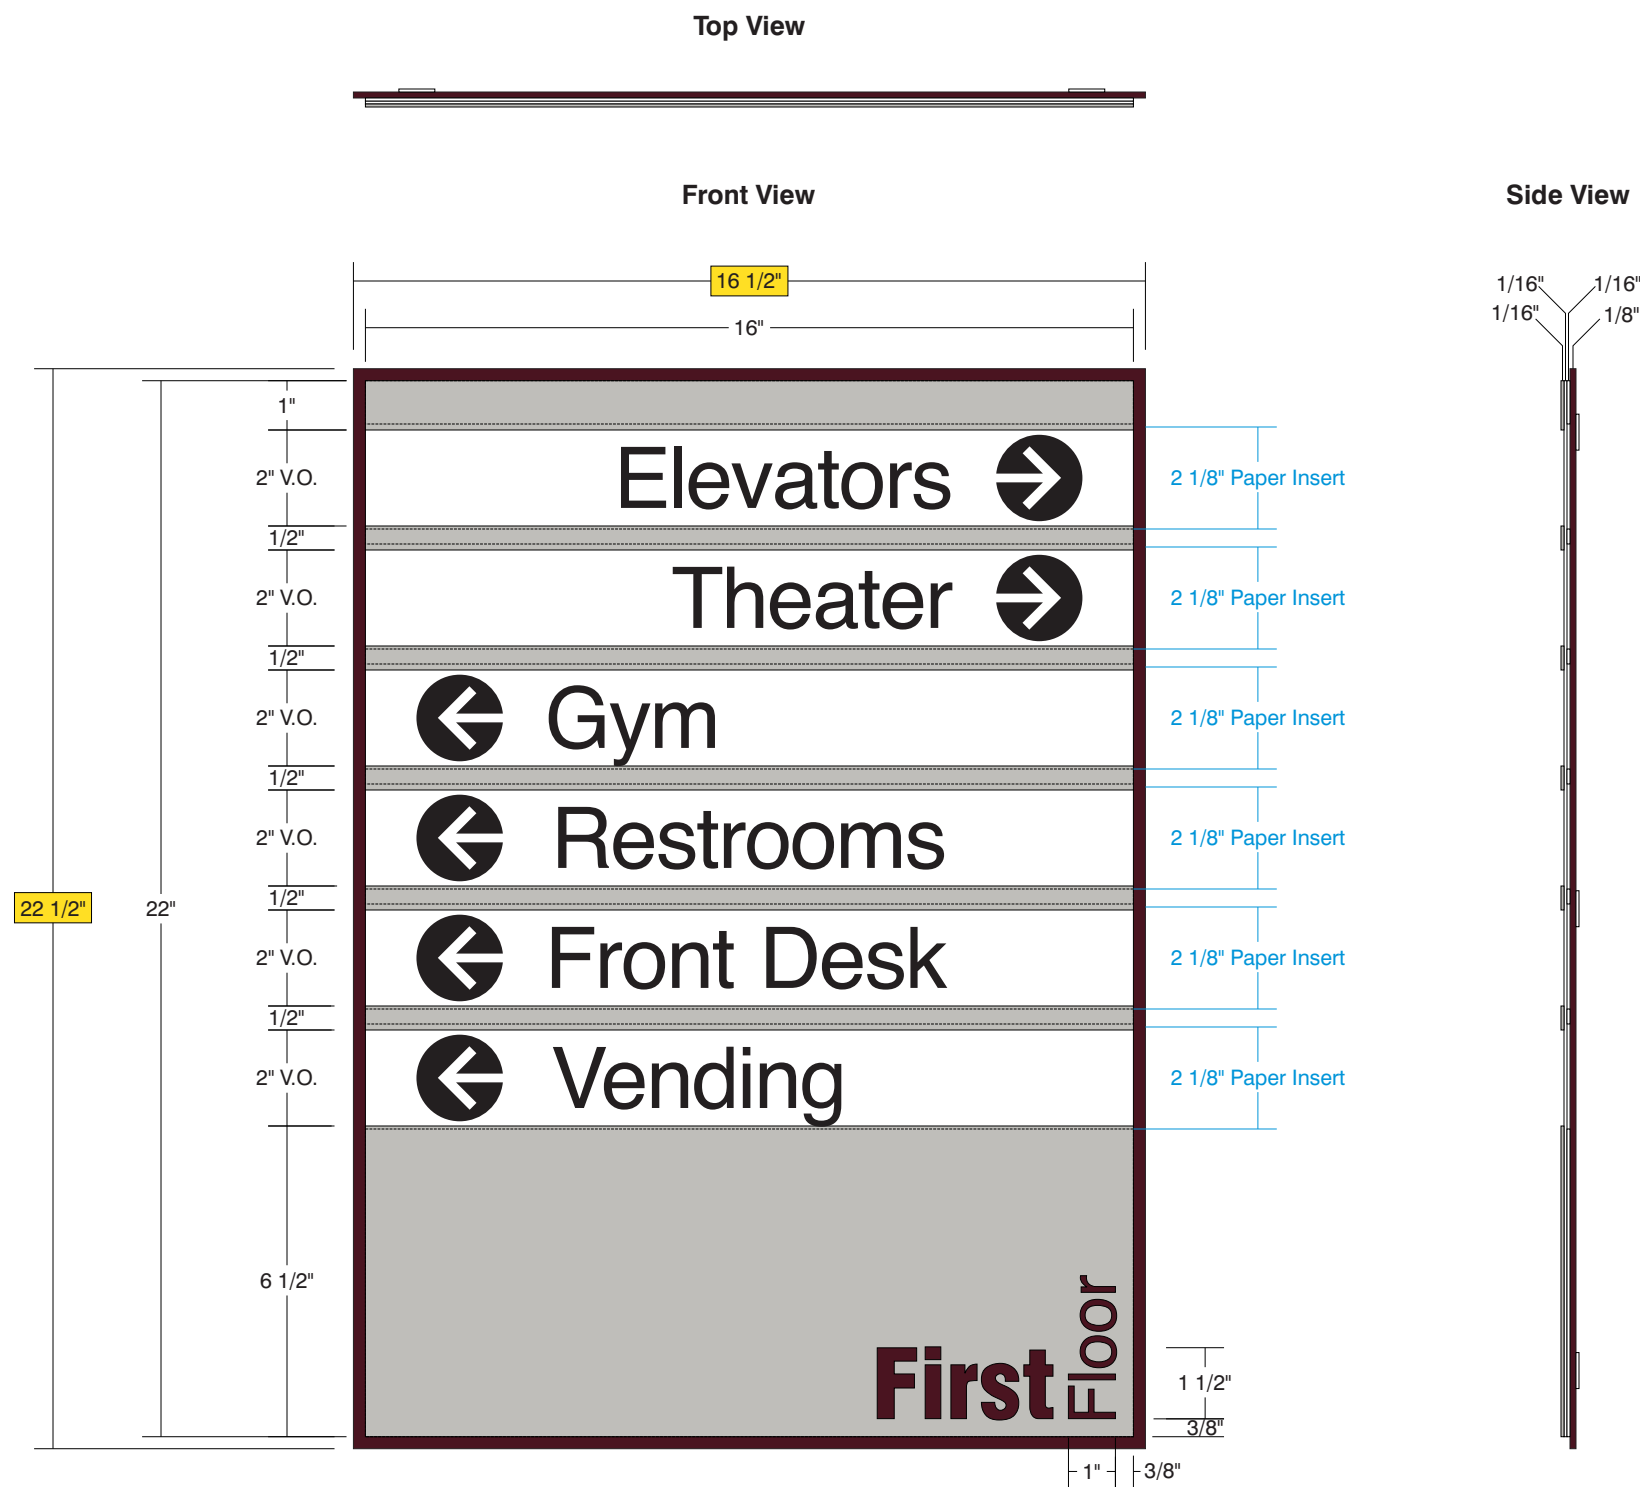 Top View
Front View
Side View
16 1/2"
16"
1/16"
1/16"
1/16"
1/8"
1"
2" V.O.
Elevators
2 1/8" Paper Insert
1/2"
2" V.O.
Theater
2 1/8" Paper Insert
1/2"
2" V.O.
Gym
2 1/8" Paper Insert
1/2"
2" V.O.
Restrooms
2 1/8" Paper Insert
22 1/2"
22"
1/2"
2" V.O.
Front Desk
2 1/8" Paper Insert
1/2"
2" V.O.
Vending
2 1/8" Paper Insert
6 1/2"
First
Floor
1 1/2"
3/8"
1"
3/8"